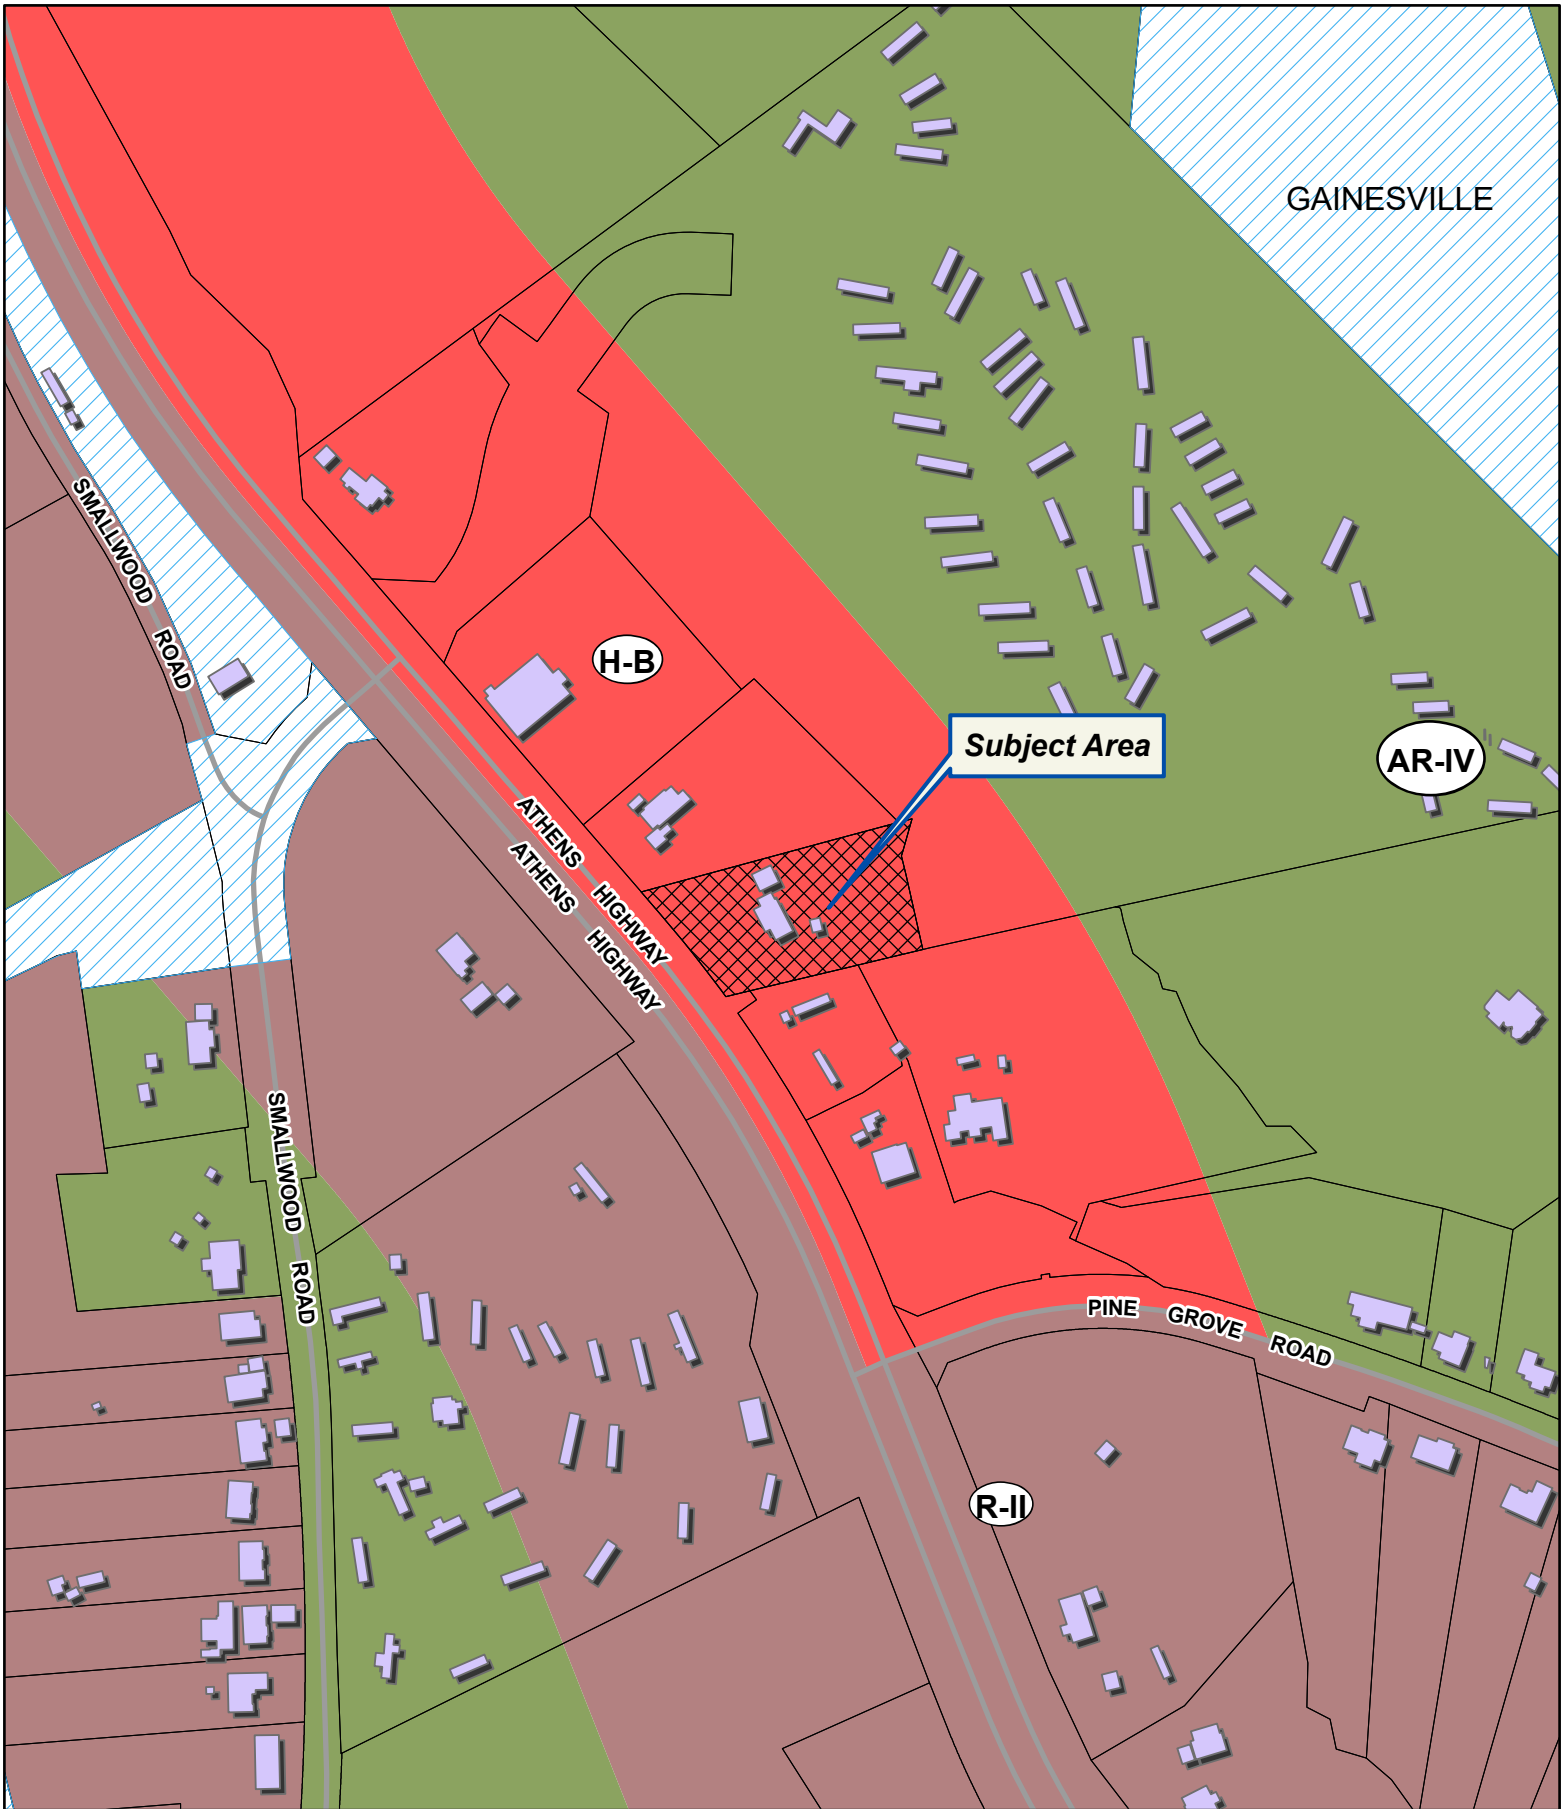 GAINESVILLE
SMALLWOOD ROAD
H-B
Subject Area
AR-IV
ATHENS HIGHWAY
ATHENS HIGHWAY
SMALLWOOD ROAD
PINE GROVE ROAD
R-II